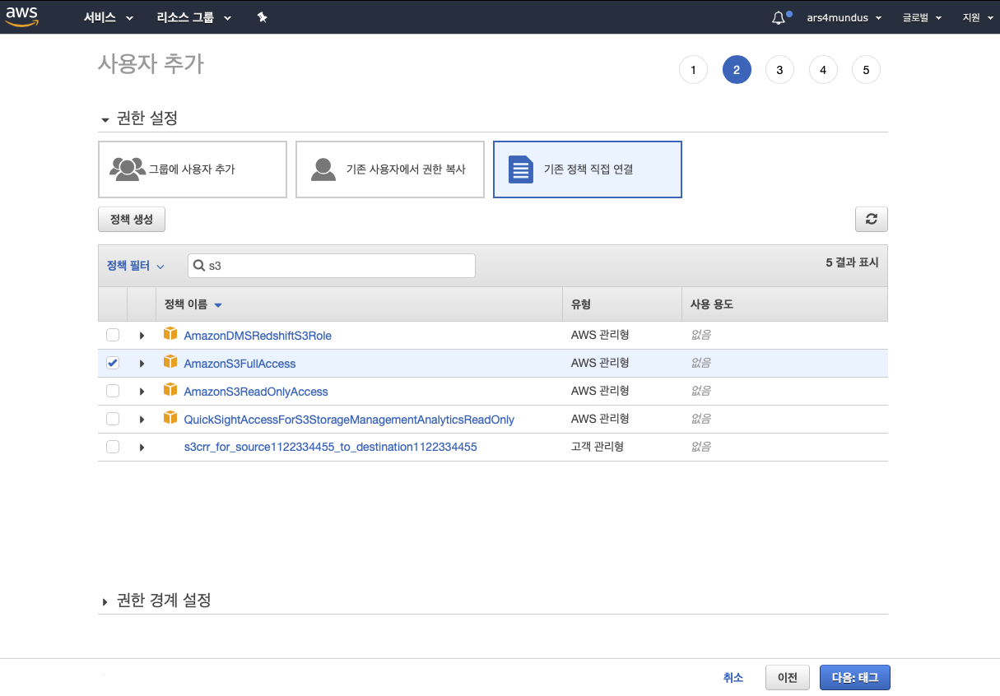 aws 서비스 리소스 그룹 ars4mundus 글로벌 지원
사용자 추가
1 2 3 4 5
권한 설정
그룹에 사용자 추가 기존 사용자에서 권한 복사 기존 정책 직접 연결
정책 생성
정책 필터 s3 5 결과 표시
정책 이름 유형 사용 용도
AmazonDMSRedshiftS3Role AWS 관리형 없음
AmazonS3FullAccess AWS 관리형 없음
AmazonS3ReadOnlyAccess AWS 관리형 없음
QuickSightAccessForS3StorageManagementAnalyticsReadOnly AWS 관리형 없음
s3crr_for_source1122334455_to_destination1122334455 고객 관리형 없음
권한 경계 설정
취소 이전 다음: 태그